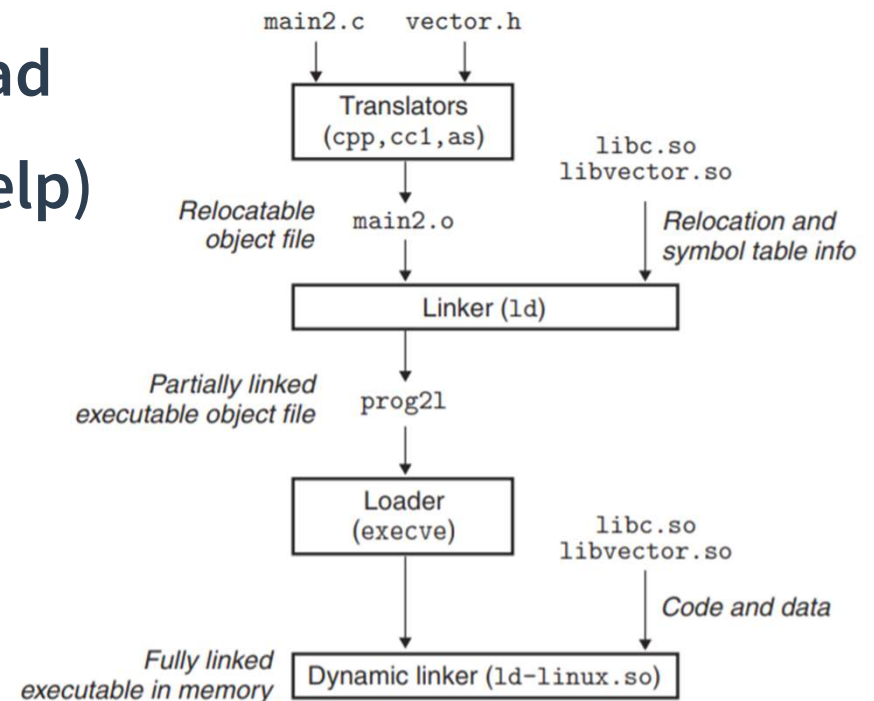 main2.c vector.h
ad
elp)
Translators
(cpp,cc1,as)
libc.so
libvector.so
Relocatable
object file
main2.o
Relocation and
symbol table info
Linker (ld)
Partially linked
executable object file
prog2l
Loader
(execve)
libc.so
libvector.so
Code and data
Fully linked
executable in memory
Dynamic linker (ld-linux.so)